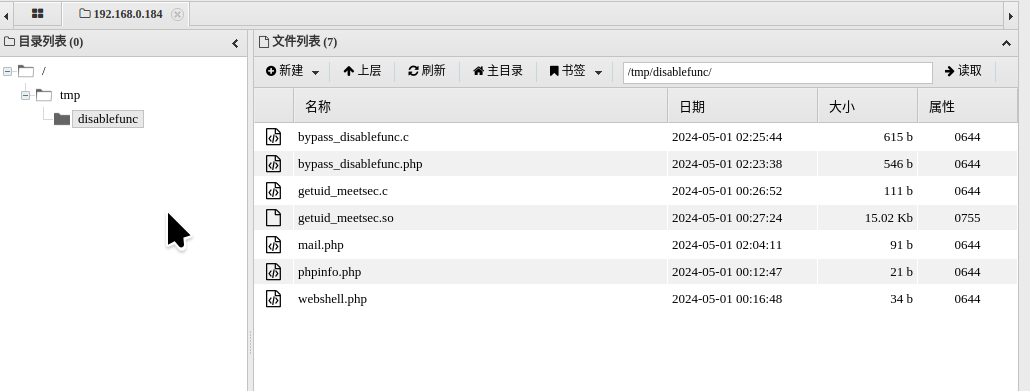 192.168.0.184
目录列表 (0)
/
tmp
disablefunc
文件列表 (7)
新建 上层 刷新 主目录 书签 /tmp/disablefunc/ 读取
名称 日期 大小 属性
bypass_disablefunc.c 2024-05-01 02:25:44 615 b 0644
bypass_disablefunc.php 2024-05-01 02:23:38 546 b 0644
getuid_meetsec.c 2024-05-01 00:26:52 111 b 0644
getuid_meetsec.so 2024-05-01 00:27:24 15.02 Kb 0755
mail.php 2024-05-01 02:04:11 91 b 0644
phpinfo.php 2024-05-01 00:12:47 21 b 0644
webshell.php 2024-05-01 00:16:48 34 b 0644